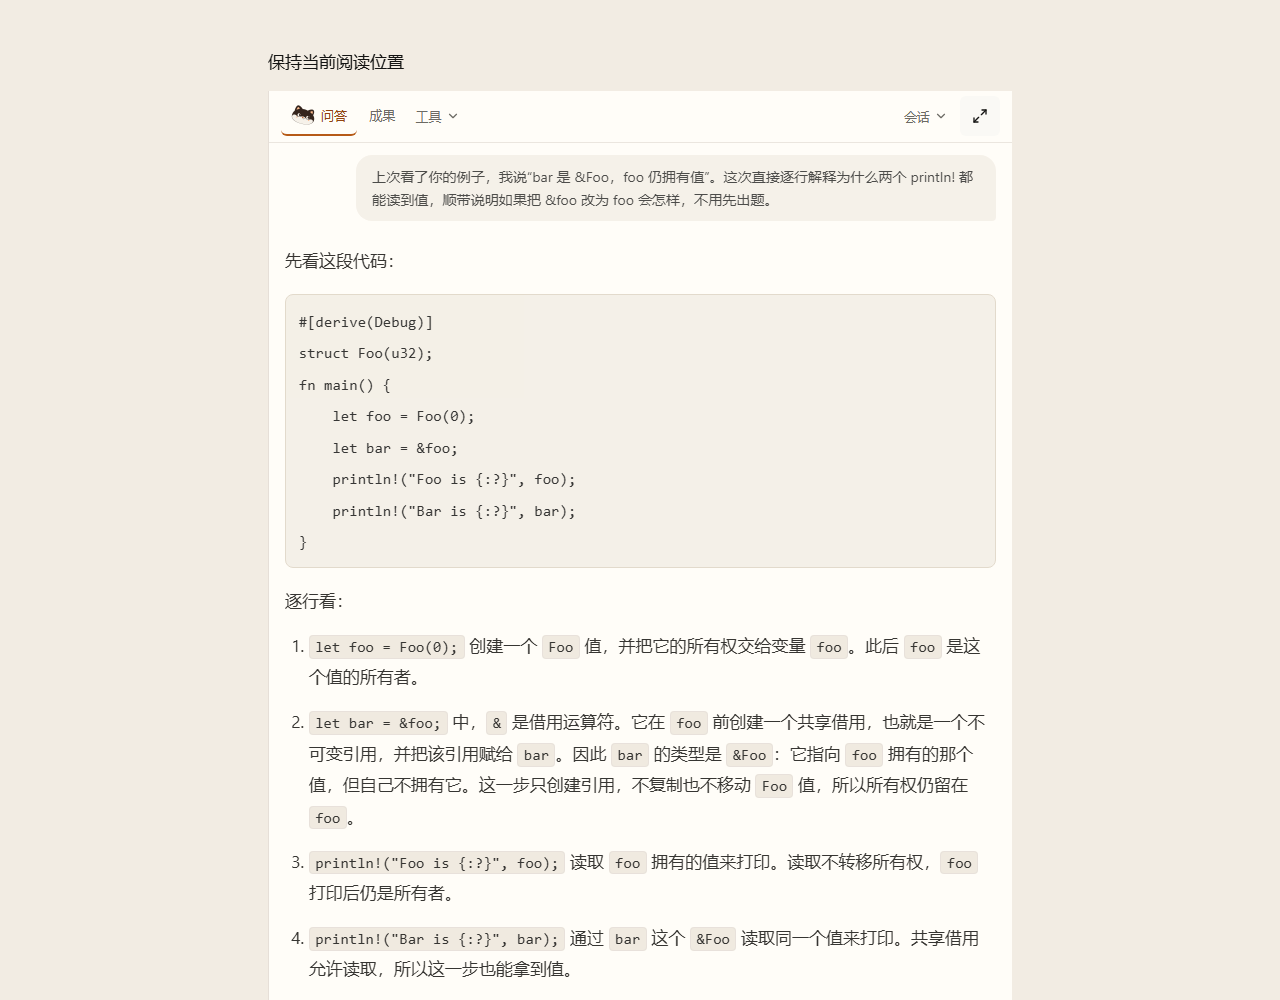 保持当前阅读位置
问答 成果 工具 会话
上次看了你的例子，我说“bar 是 &Foo，foo 仍拥有值”。这次直接逐行解释为什么两个 println! 都
能读到值，顺带说明如果把 &foo 改为 foo 会怎样，不用先出题。
先看这段代码：
#[derive(Debug)]
struct Foo(u32);
fn main() {
    let foo = Foo(0);
    let bar = &foo;
    println!("Foo is {:?}", foo);
    println!("Bar is {:?}", bar);
}
逐行看：
1. let foo = Foo(0); 创建一个 Foo 值，并把它的所有权交给变量 foo。此后 foo 是这
个值的所有者。
2. let bar = &foo; 中，& 是借用运算符。它在 foo 前创建一个共享借用，也就是一个不
可变引用，并把该引用赋给 bar。因此 bar 的类型是 &Foo：它指向 foo 拥有的那个
值，但自己不拥有它。这一步只创建引用，不复制也不移动 Foo 值，所以所有权仍留在
foo。
3. println!("Foo is {:?}", foo); 读取 foo 拥有的值来打印。读取不转移所有权，foo
打印后仍是所有者。
4. println!("Bar is {:?}", bar); 通过 bar 这个 &Foo 读取同一个值来打印。共享借用
允许读取，所以这一步也能拿到值。